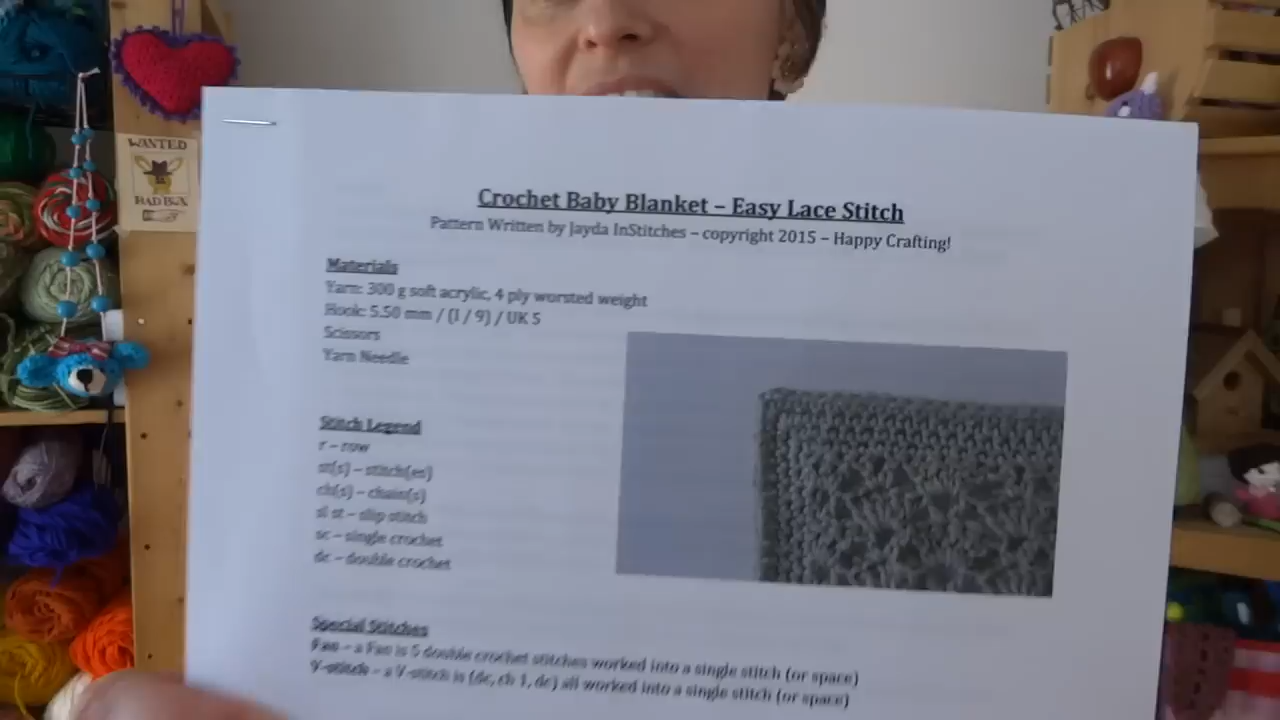 WANTED
BAD BOX
Crochet Baby Blanket – Easy Lace Stitch
Pattern Written by Jayda InStitches – copyright 2015 – Happy Crafting!
Materials
Yarn: 300 g soft acrylic, 4 ply worsted weight
Hook: 5.50 mm / (I / 9) / UK 5
Scissors
Yarn Needle
Stitch Legend
r – row
st(s) – stitch(es)
ch(s) – chain(s)
sl st – slip stitch
sc – single crochet
dc – double crochet
Special Stitches
Fan – a Fan is 5 double crochet stitches worked into a single stitch (or space)
V-stitch – a V-stitch is (dc, ch 1, dc) all worked into a single stitch (or space)